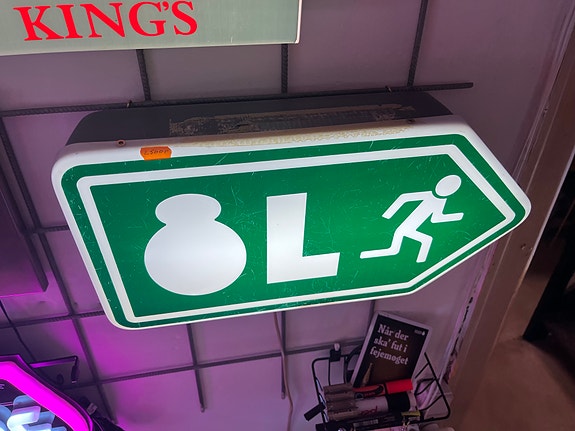 KING'S
8L
Når der
ska' fut i
fejemøget